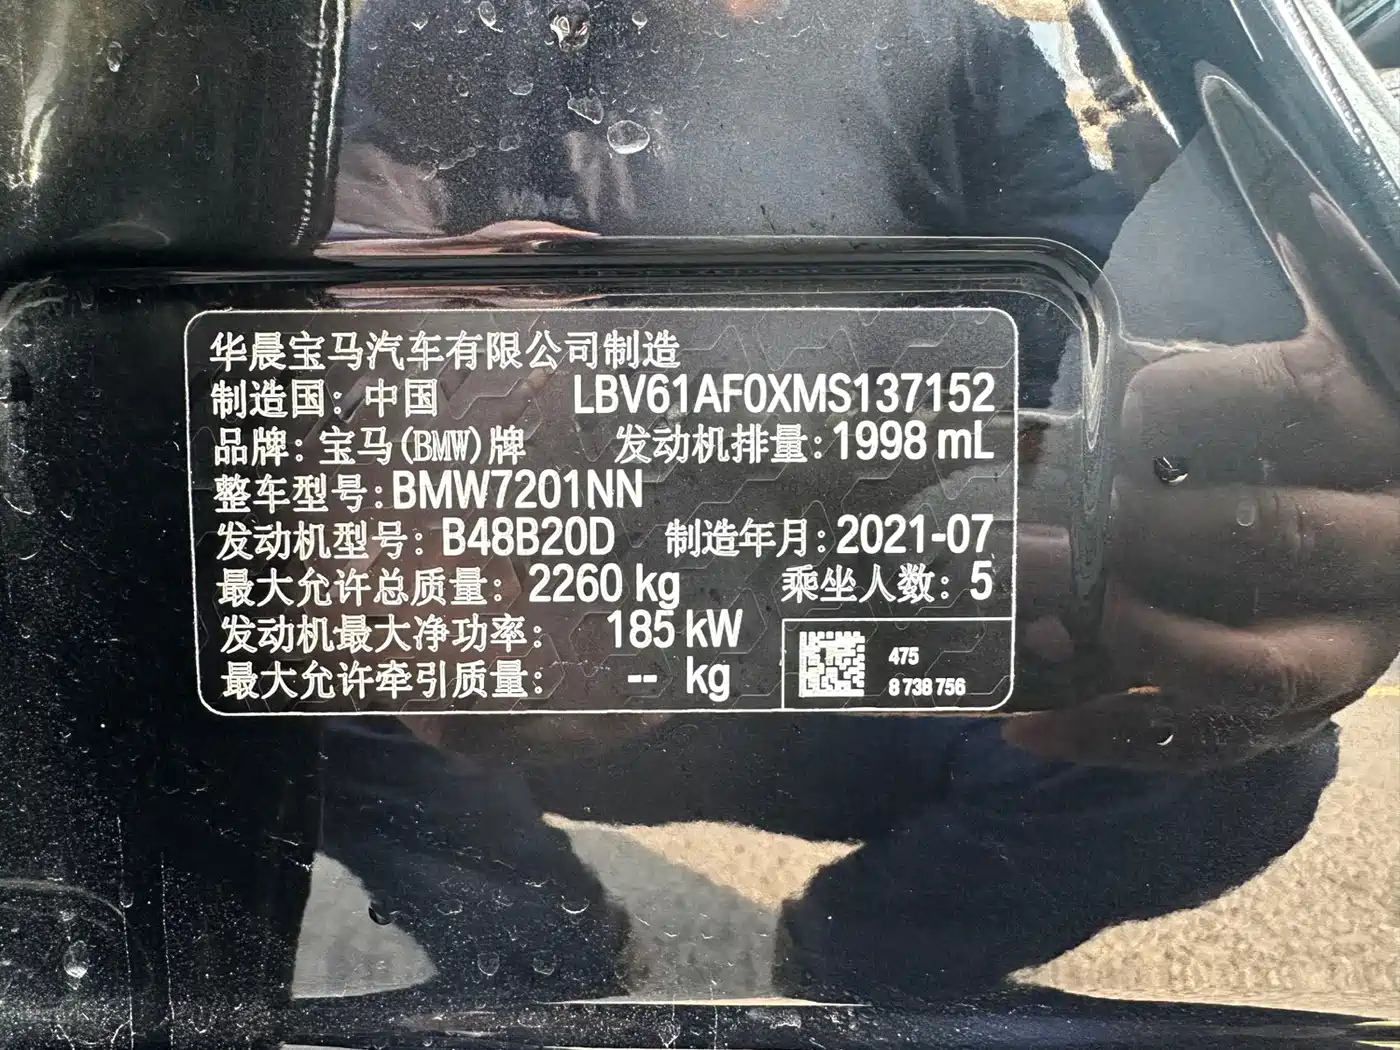 华晨宝马汽车有限公司制造
制造国：中国 LBV61AF0XMS137152
品牌：宝马(BMW)牌 发动机排量：1998 mL
整车型号：BMW7201NN
发动机型号：B48B20D 制造年月：2021-07
最大允许总质量：2260 kg 乘坐人数：5
发动机最大净功率： 185 kW
最大允许牵引质量： -- kg
475
8 738 756